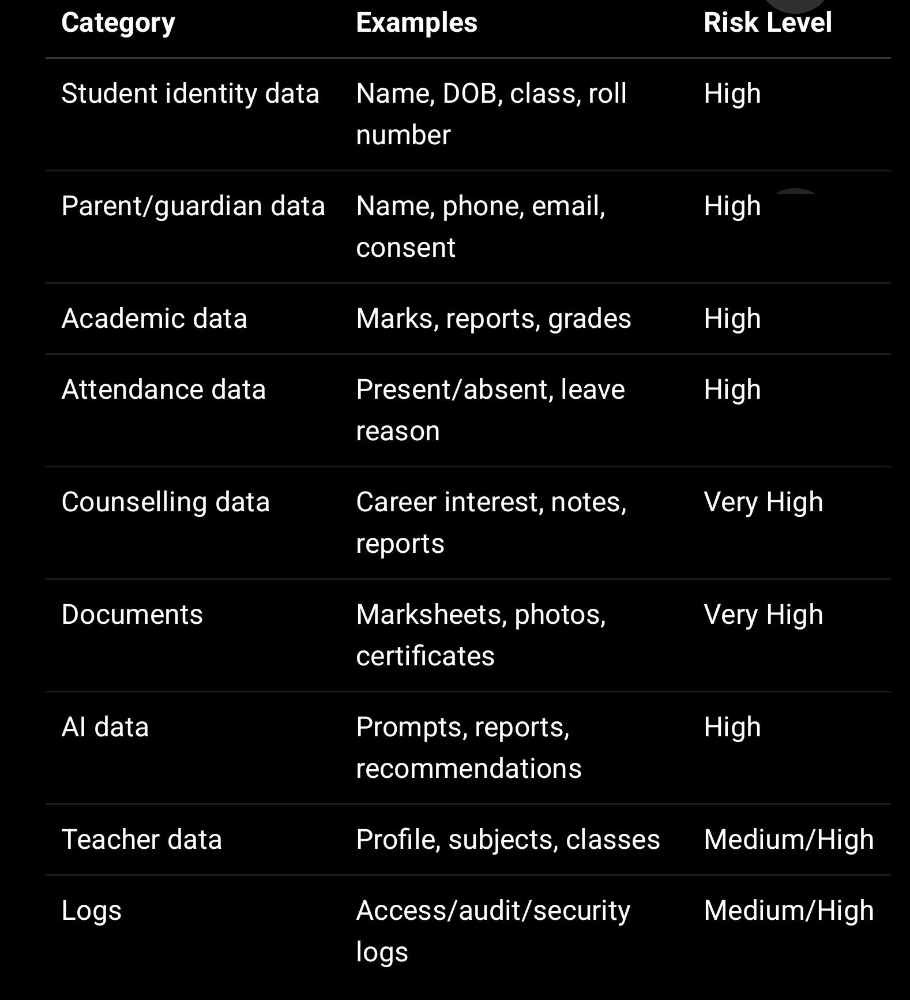 Category Examples Risk Level
Student identity data Name, DOB, class, roll High
number
Parent/guardian data Name, phone, email, High
consent
Academic data Marks, reports, grades High
Attendance data Present/absent, leave High
reason
Counselling data Career interest, notes, Very High
reports
Documents Marksheets, photos, Very High
certificates
AI data Prompts, reports, High
recommendations
Teacher data Profile, subjects, classes Medium/High
Logs Access/audit/security Medium/High
logs